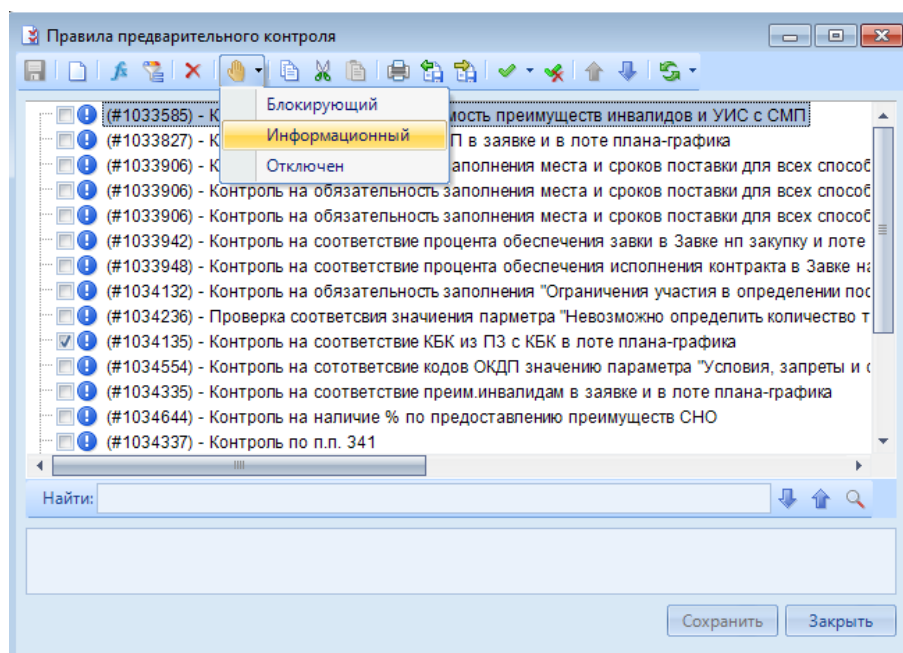 Правила предварительного контроля
Блокирующий
Информационный
Отключен
(#1033585) - К мость преимуществ инвалидов и УИС с СМП
(#1033827) - К П в заявке и в лоте плана-графика
(#1033906) - К аполнения места и сроков поставки для всех способ
(#1033906) - Контроль на обязательность заполнения места и сроков поставки для всех способ
(#1033906) - Контроль на обязательность заполнения места и сроков поставки для всех способ
(#1033942) - Контроль на соответствие процента обеспечения завки в Завке нп закупку и лоте
(#1033948) - Контроль на соответствие процента обеспечения исполнения контракта в Завке на
(#1034132) - Контроль на обязательность заполнения "Ограничения участия в определении пос
(#1034236) - Проверка соответсвия значиения парметра "Невозможно определить количество т
(#1034135) - Контроль на соответствие КБК из ПЗ с КБК в лоте плана-графика
(#1034554) - Контроль на сотответсвие кодов ОКДП значению параметра "Условия, запреты и о
(#1034335) - Контроль на соответствие преим.инвалидам в заявке и в лоте плана-графика
(#1034644) - Контроль на наличие % по предоставлению преимуществ СНО
(#1034337) - Контроль по п.п. 341
Найти:
Сохранить Закрыть